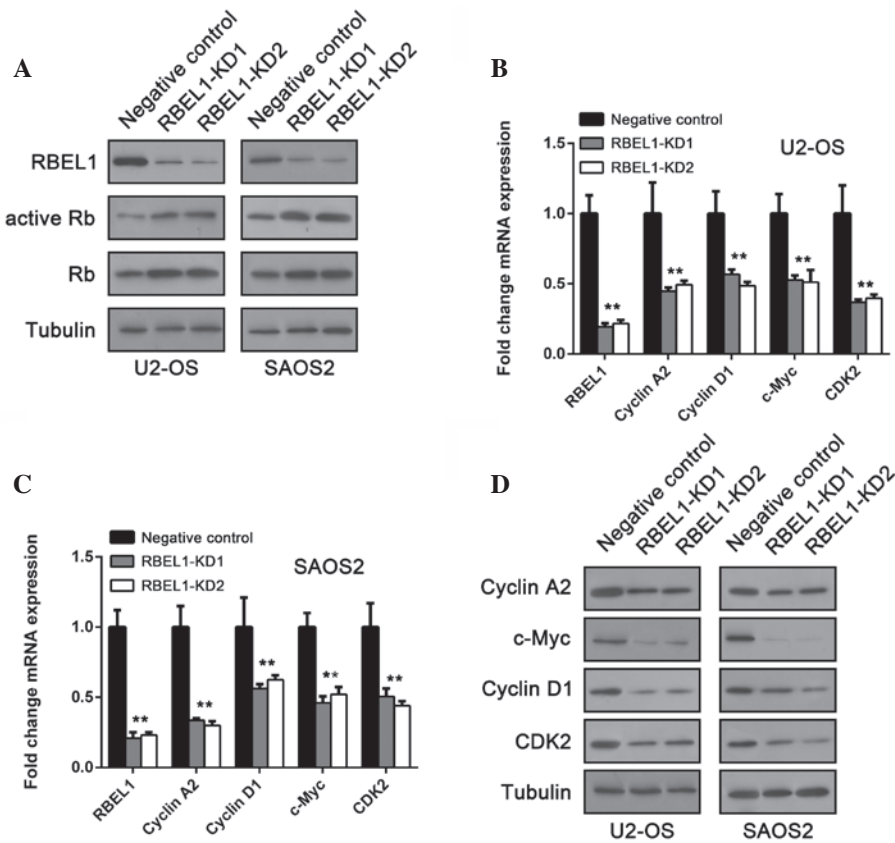 A
Negative control
RBEL1-KD1
RBEL1-KD2
Negative control
RBEL1-KD1
RBEL1-KD2
RBEL1
active Rb
Rb
Tubulin
U2-OS
SAOS2
B
Negative control
RBEL1-KD1
RBEL1-KD2
U2-OS
Fold change mRNA expression
1.5
1.0
0.5
0.0
**
**
**
**
**
RBEL1
Cyclin A2
Cyclin D1
c-Myc
CDK2
C
Negative control
RBEL1-KD1
RBEL1-KD2
SAOS2
Fold change mRNA expression
1.5
1.0
0.5
0.0
**
**
**
**
**
RBEL1
Cyclin A2
Cyclin D1
c-Myc
CDK2
D
Negative control
RBEL1-KD1
RBEL1-KD2
Negative control
RBEL1-KD1
RBEL1-KD2
Cyclin A2
c-Myc
Cyclin D1
CDK2
Tubulin
U2-OS
SAOS2